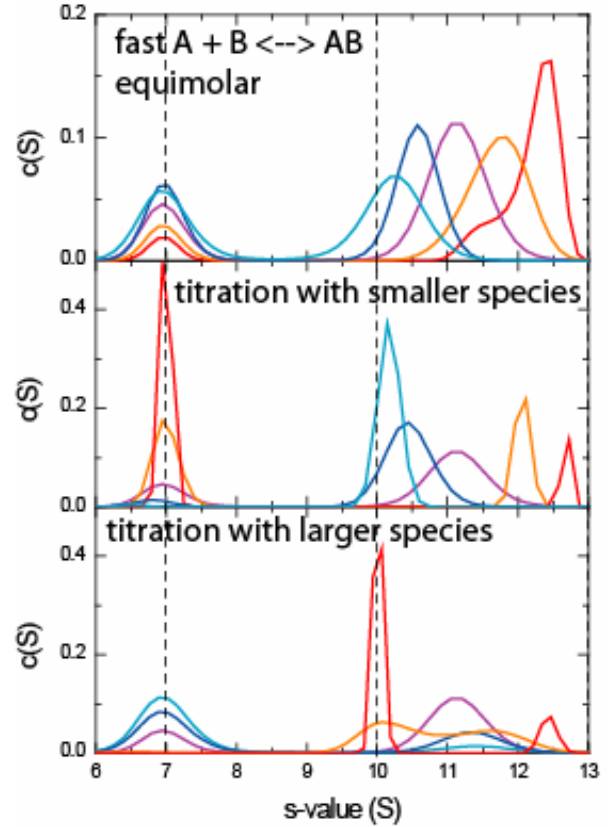 fast A + B <--> AB
equimolar
0.2
0.1
0.0
c(S)
titration with smaller species
0.4
0.2
0.0
c(S)
titration with larger species
0.4
0.2
0.0
c(S)
6 7 8 9 10 11 12 13
s-value (S)